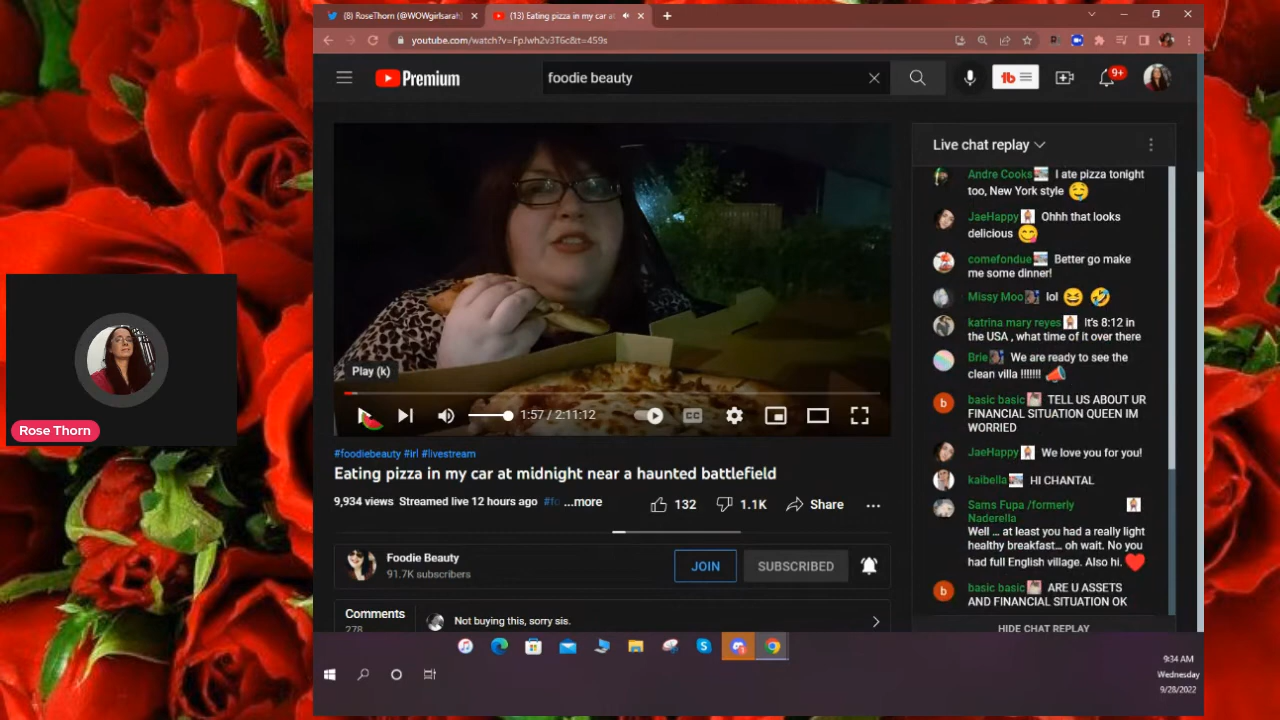 (8) RoseThorn (@WOWgirlsarah
(13) Eating pizza in my car at
youtube.com/watch?v=FpJwh2v3T6c&t=459s
Premium
foodie beauty
9+
Live chat replay
Andre Cooks I ate pizza tonight
too, New York style
JaeHappy Ohhh that looks
delicious
comefondue Better go make
me some dinner!
Missy Moo lol
katrina mary reyes It's 8:12 in
the USA , what time of it over there
Brie We are ready to see the
clean villa !!!!!!!
basic basic TELL US ABOUT UR
FINANCIAL SITUATION QUEEN IM
WORRIED
JaeHappy We love you for you!
kaibella HI CHANTAL
Sams Fupa /formerly
Naderella
Well ... at least you had a really light
healthy breakfast... oh wait. No you
had full English village. Also hi.
basic basic ARE U ASSETS
AND FINANCIAL SITUATION OK
HIDE CHAT REPLAY
Play (k)
1:57 / 2:11:12
CC
#foodiebeauty #irl #livestream
Eating pizza in my car at midnight near a haunted battlefield
9,934 views Streamed live 12 hours ago #fo ...more
132
1.1K
Share
Foodie Beauty
91.7K subscribers
JOIN
SUBSCRIBED
Comments
278
Not buying this, sorry sis.
Rose Thorn
9:34 AM
Wednesday
9/28/2022